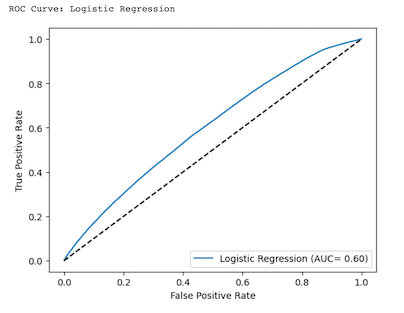 ROC Curve: Logistic Regression
1.0
0.8
0.6
0.4
0.2
0.0
True Positive Rate
Logistic Regression (AUC= 0.60)
0.0 0.2 0.4 0.6 0.8 1.0
False Positive Rate